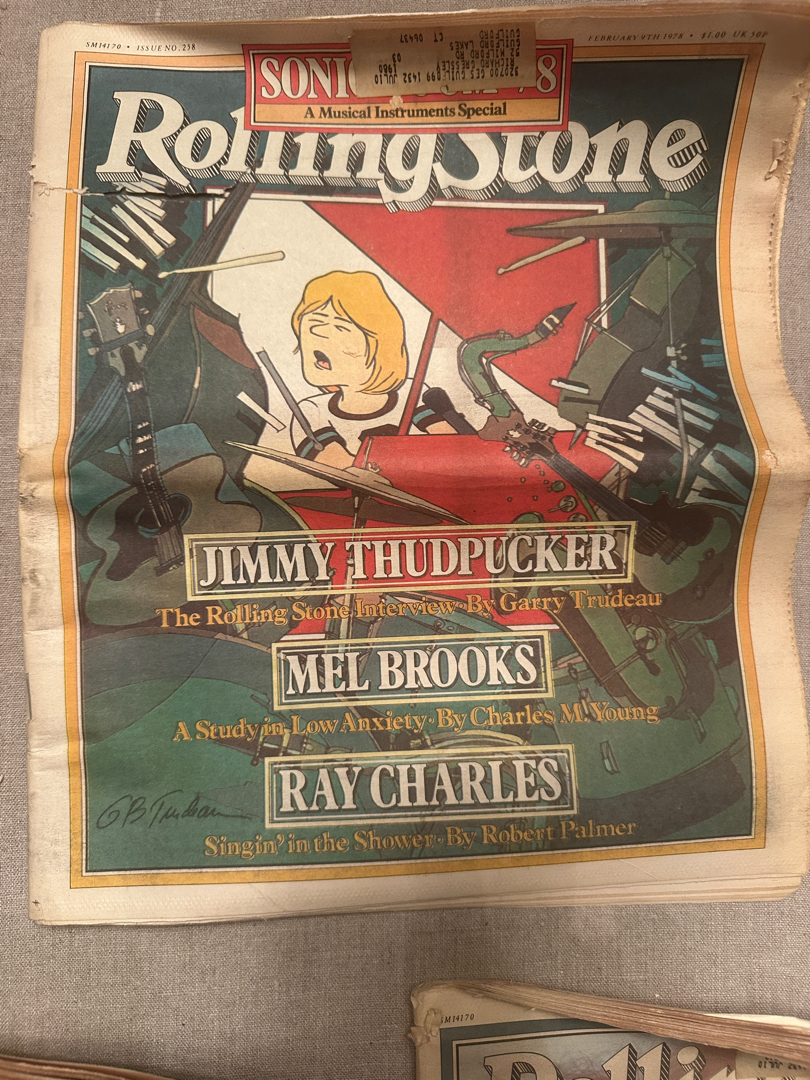 SM14170 • ISSUE NO. 258
FEBRUARY 9TH 1978 • $1.00 UK 50P
SONIC
78
A Musical Instruments Special
RollingStone
JIMMY THUDPUCKER
The Rolling Stone Interview • By Garry Trudeau
MEL BROOKS
A Study in Low Anxiety • By Charles M. Young
RAY CHARLES
Singin' in the Shower • By Robert Palmer
GB Trudeau
SM14170